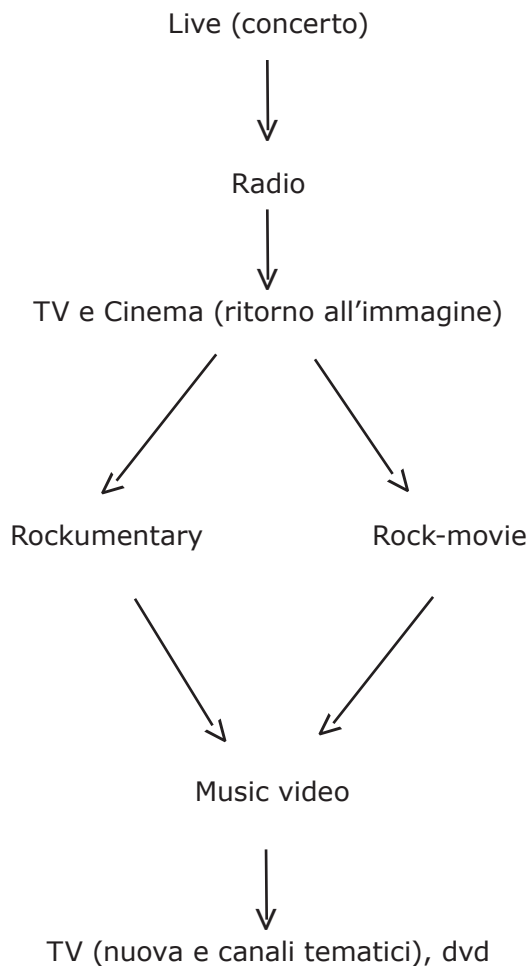 Live (concerto)
Radio
TV e Cinema (ritorno all’immagine)
Rockumentary
Rock-movie
Music video
TV (nuova e canali tematici), dvd